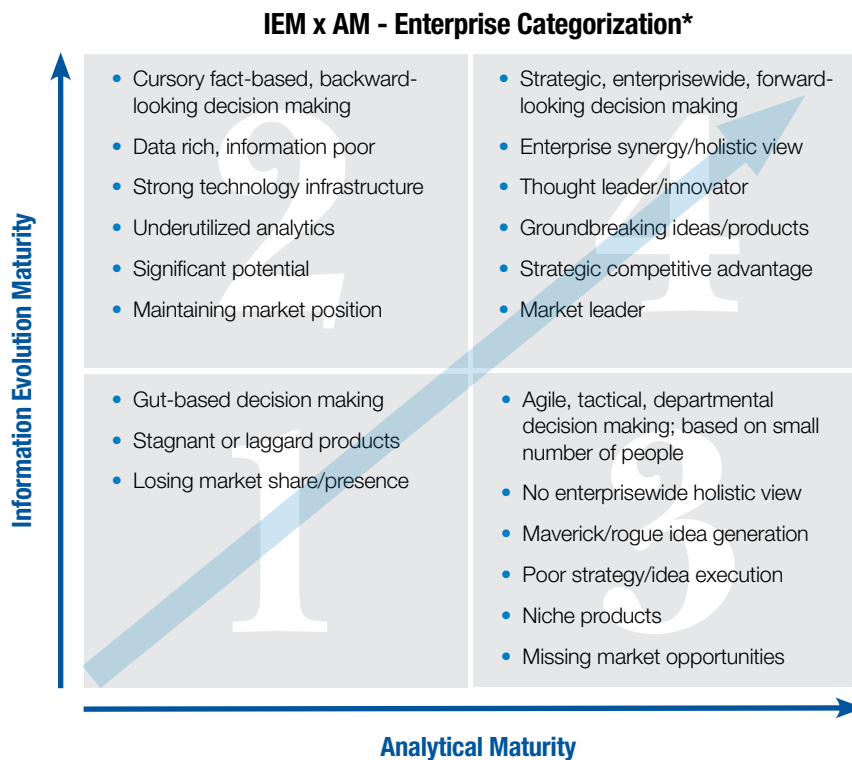 IEM x AM - Enterprise Categorization*
Information Evolution Maturity
2
• Cursory fact-based, backward-
looking decision making
• Data rich, information poor
• Strong technology infrastructure
• Underutilized analytics
• Significant potential
• Maintaining market position
4
• Strategic, enterprisewide, forward-
looking decision making
• Enterprise synergy/holistic view
• Thought leader/innovator
• Groundbreaking ideas/products
• Strategic competitive advantage
• Market leader
1
• Gut-based decision making
• Stagnant or laggard products
• Losing market share/presence
3
• Agile, tactical, departmental
decision making; based on small
number of people
• No enterprisewide holistic view
• Maverick/rogue idea generation
• Poor strategy/idea execution
• Niche products
• Missing market opportunities
Analytical Maturity